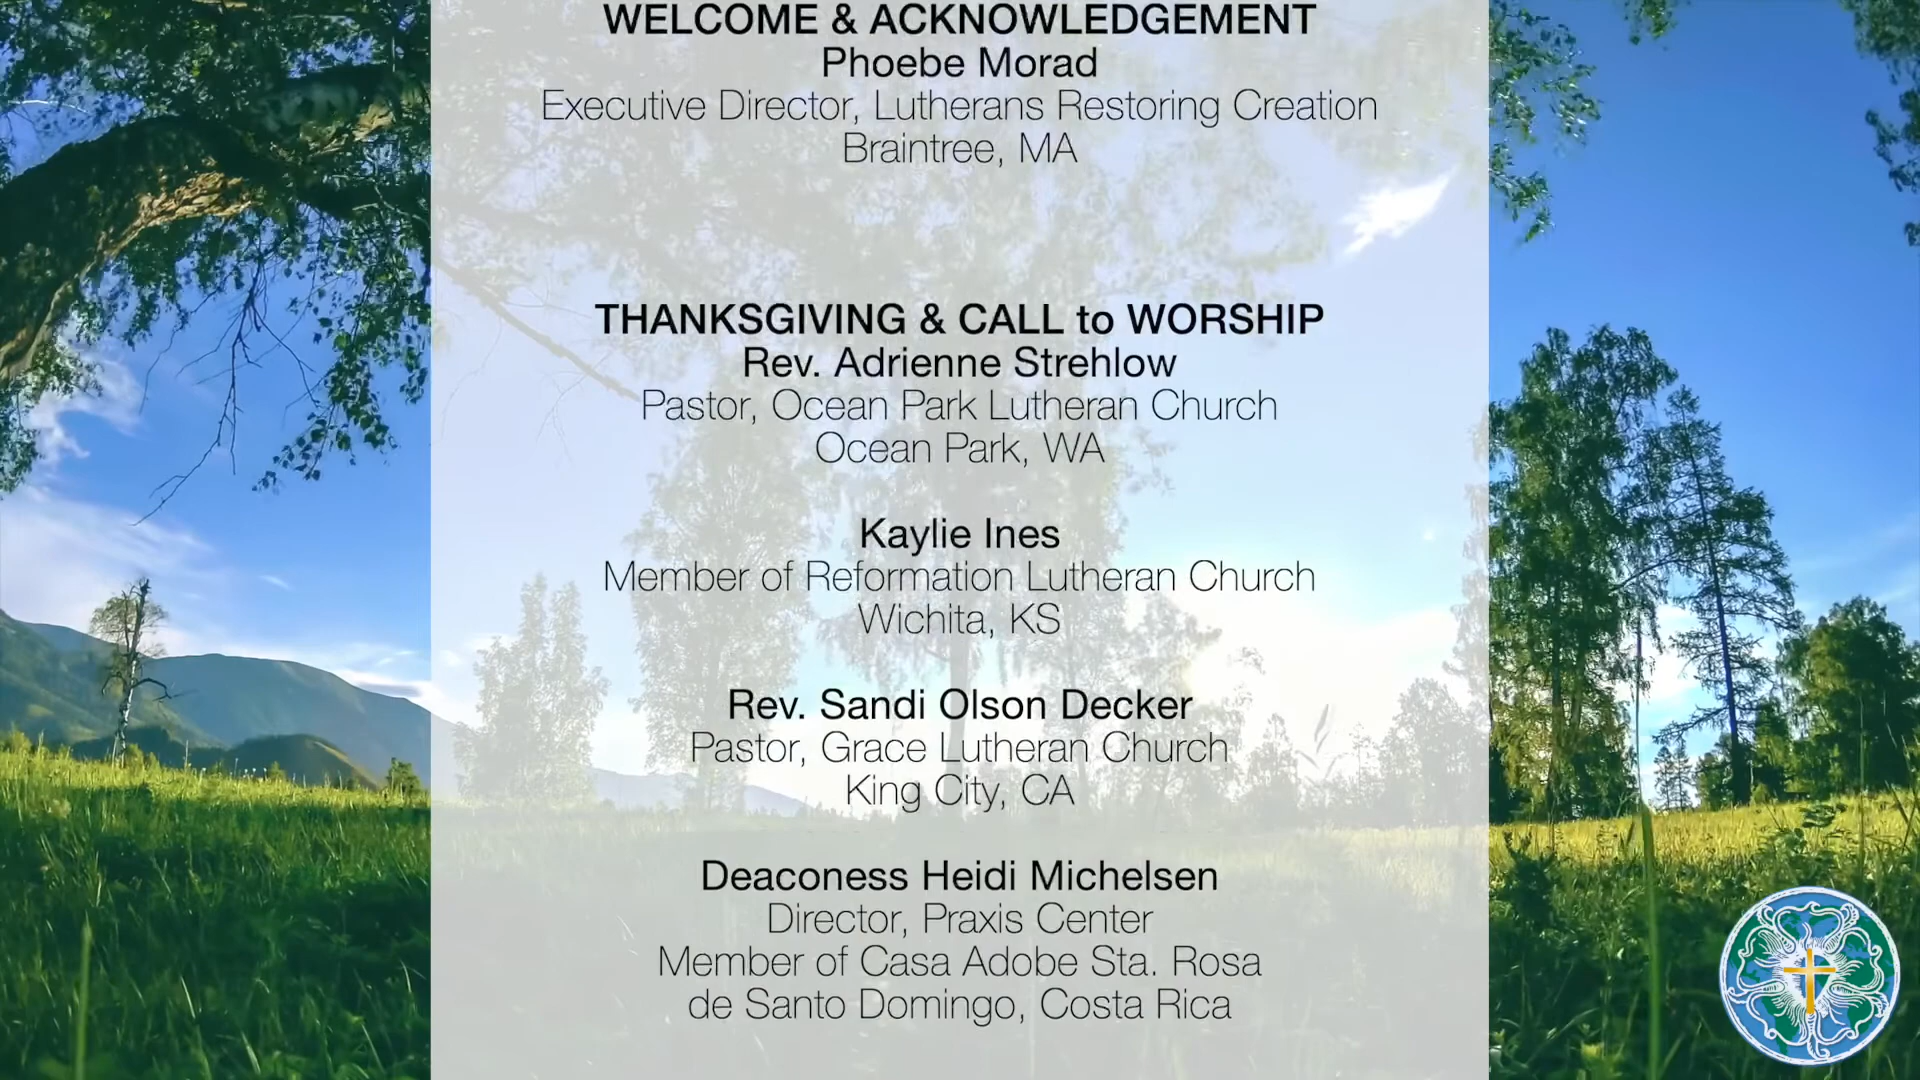 WELCOME & ACKNOWLEDGEMENT
Phoebe Morad
Executive Director, Lutherans Restoring Creation
Braintree, MA
THANKSGIVING & CALL to WORSHIP
Rev. Adrienne Strehlow
Pastor, Ocean Park Lutheran Church
Ocean Park, WA
Kaylie Ines
Member of Reformation Lutheran Church
Wichita, KS
Rev. Sandi Olson Decker
Pastor, Grace Lutheran Church
King City, CA
Deaconess Heidi Michelsen
Director, Praxis Center
Member of Casa Adobe Sta. Rosa
de Santo Domingo, Costa Rica